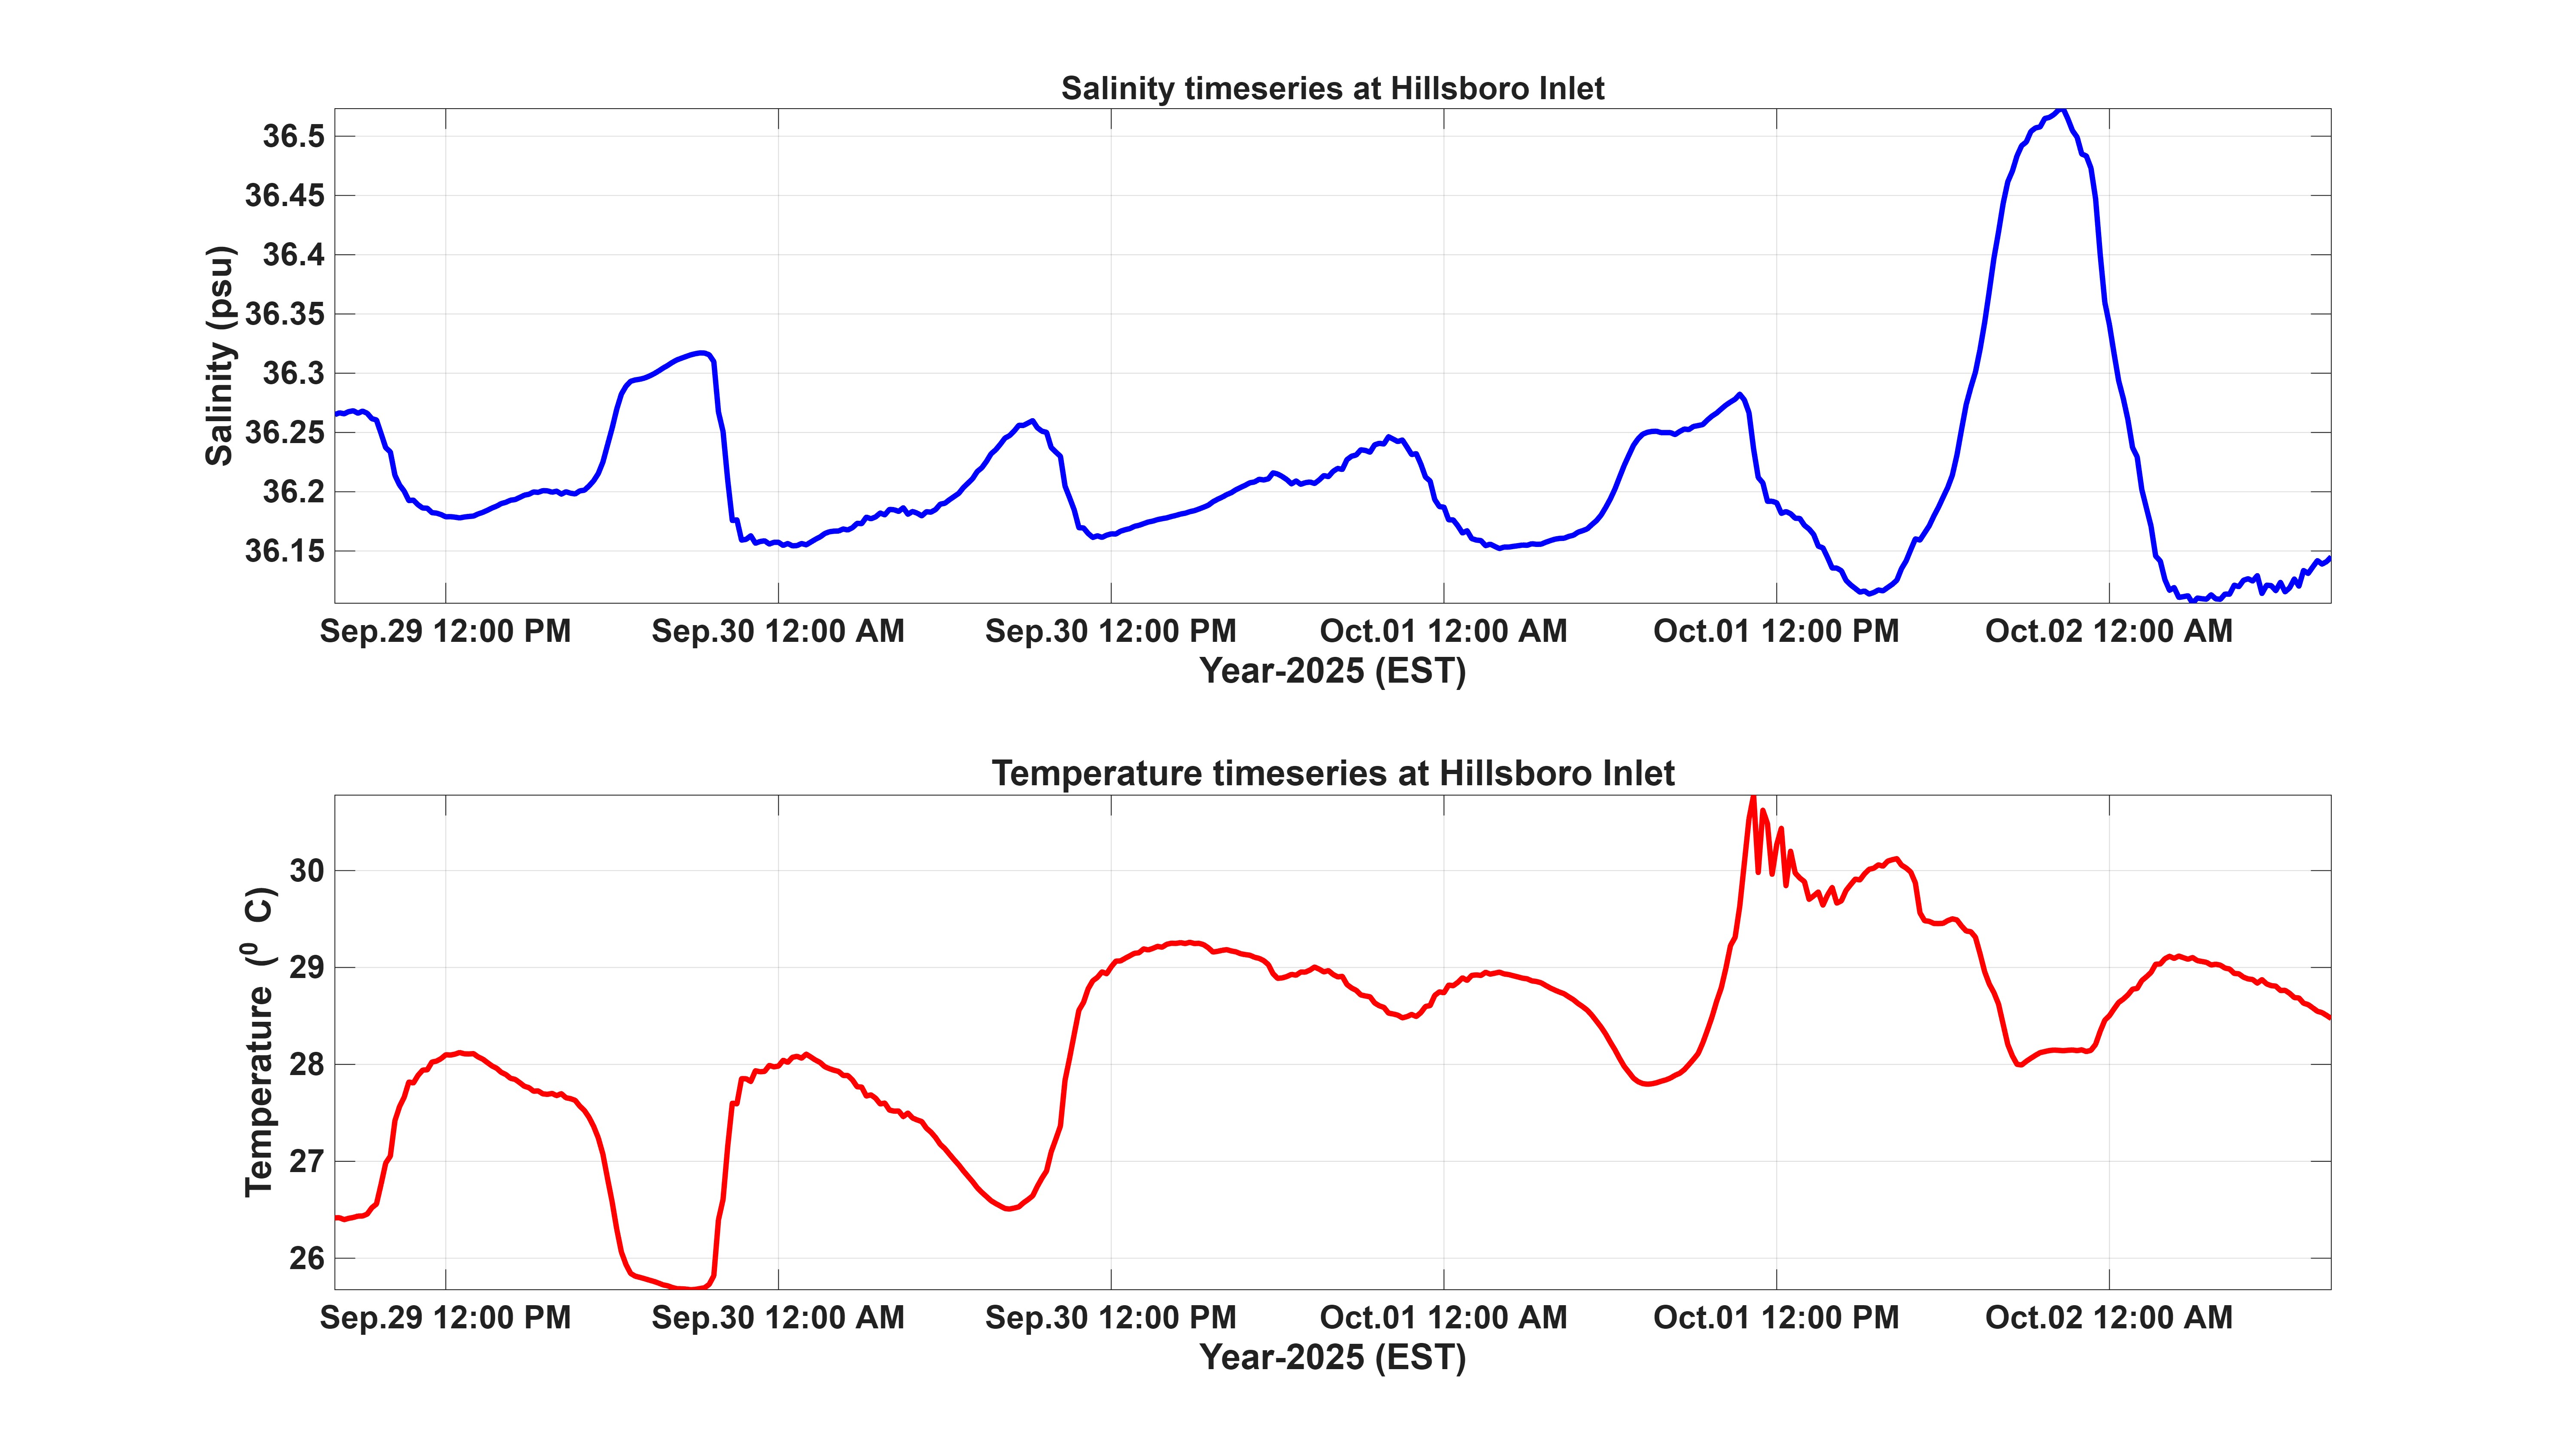 Salinity timeseries at Hillsboro Inlet
Salinity (psu)
36.5
36.45
36.4
36.35
36.3
36.25
36.2
36.15
Sep.29 12:00 PM Sep.30 12:00 AM Sep.30 12:00 PM Oct.01 12:00 AM Oct.01 12:00 PM Oct.02 12:00 AM
Year-2025 (EST)
Temperature timeseries at Hillsboro Inlet
Temperature (⁰ C)
30
29
28
27
26
Sep.29 12:00 PM Sep.30 12:00 AM Sep.30 12:00 PM Oct.01 12:00 AM Oct.01 12:00 PM Oct.02 12:00 AM
Year-2025 (EST)